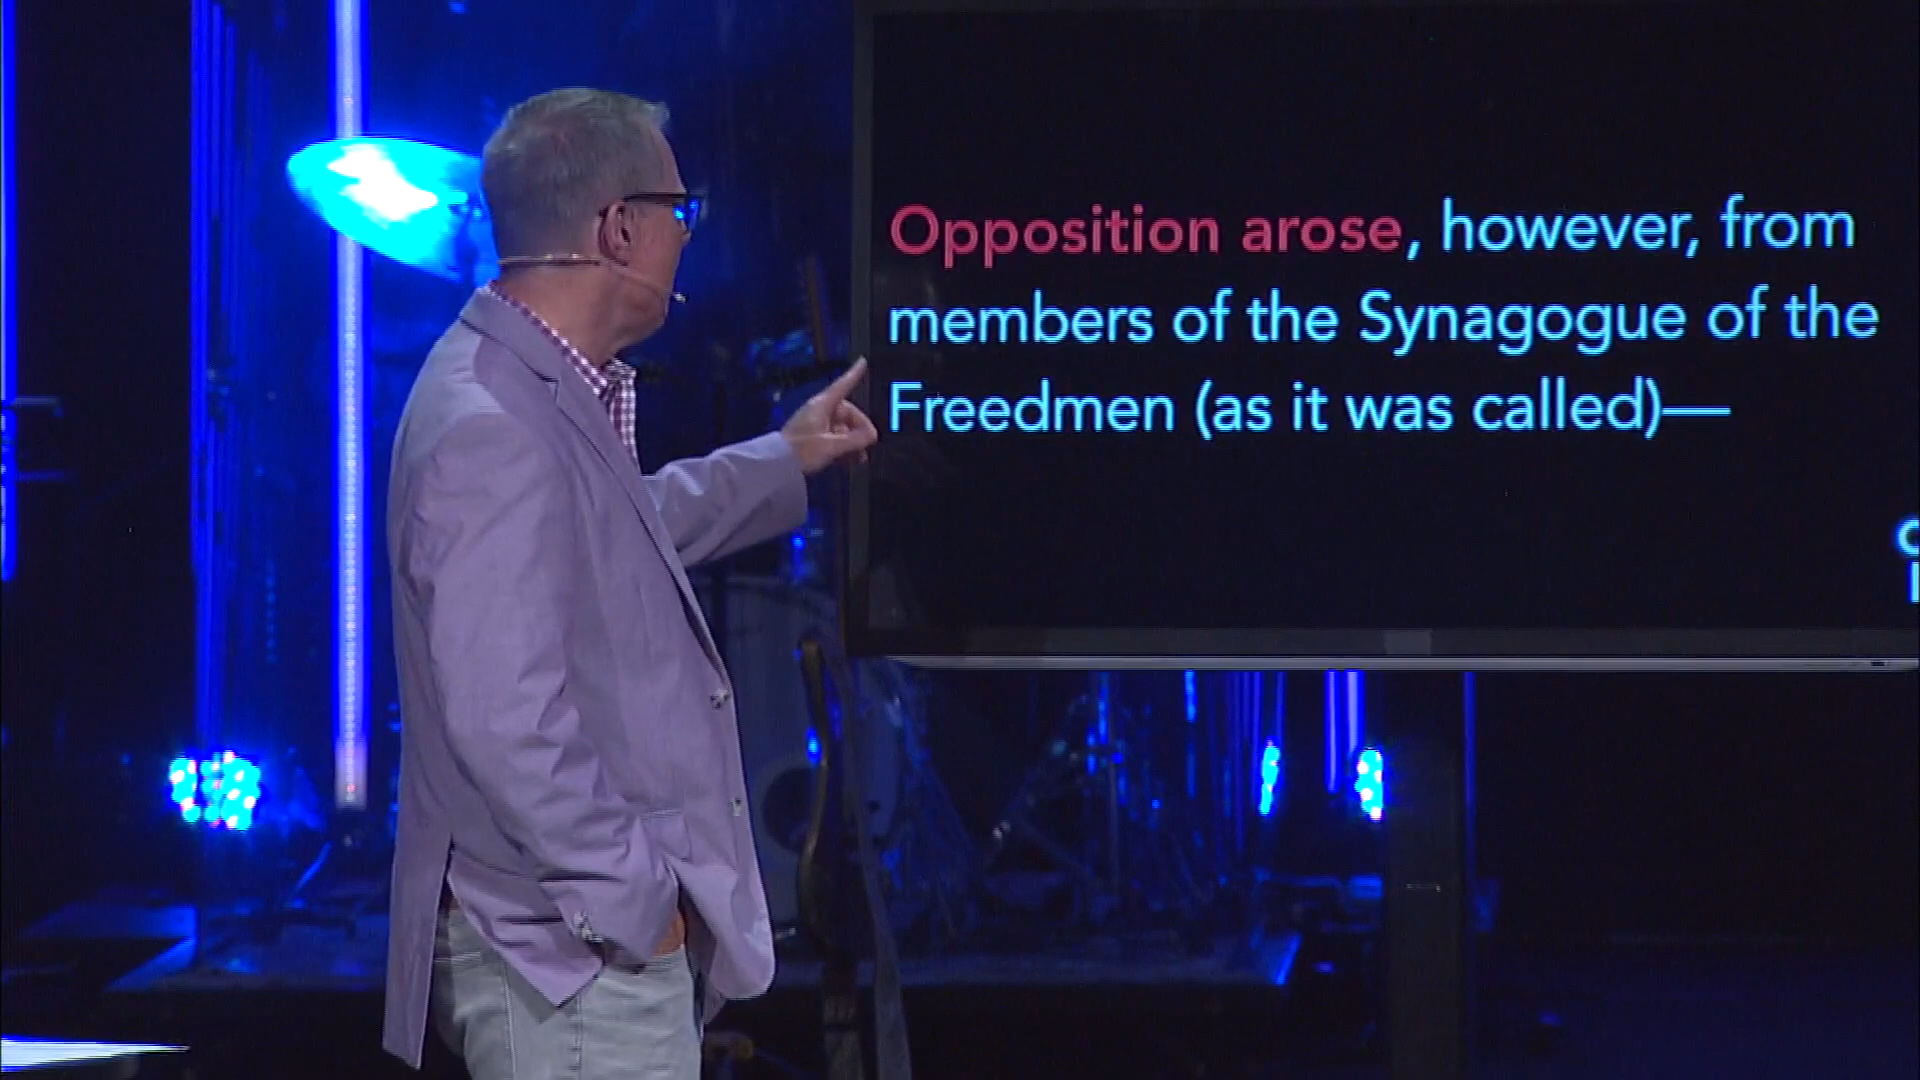 Opposition arose, however, from
members of the Synagogue of the
Freedmen (as it was called)—